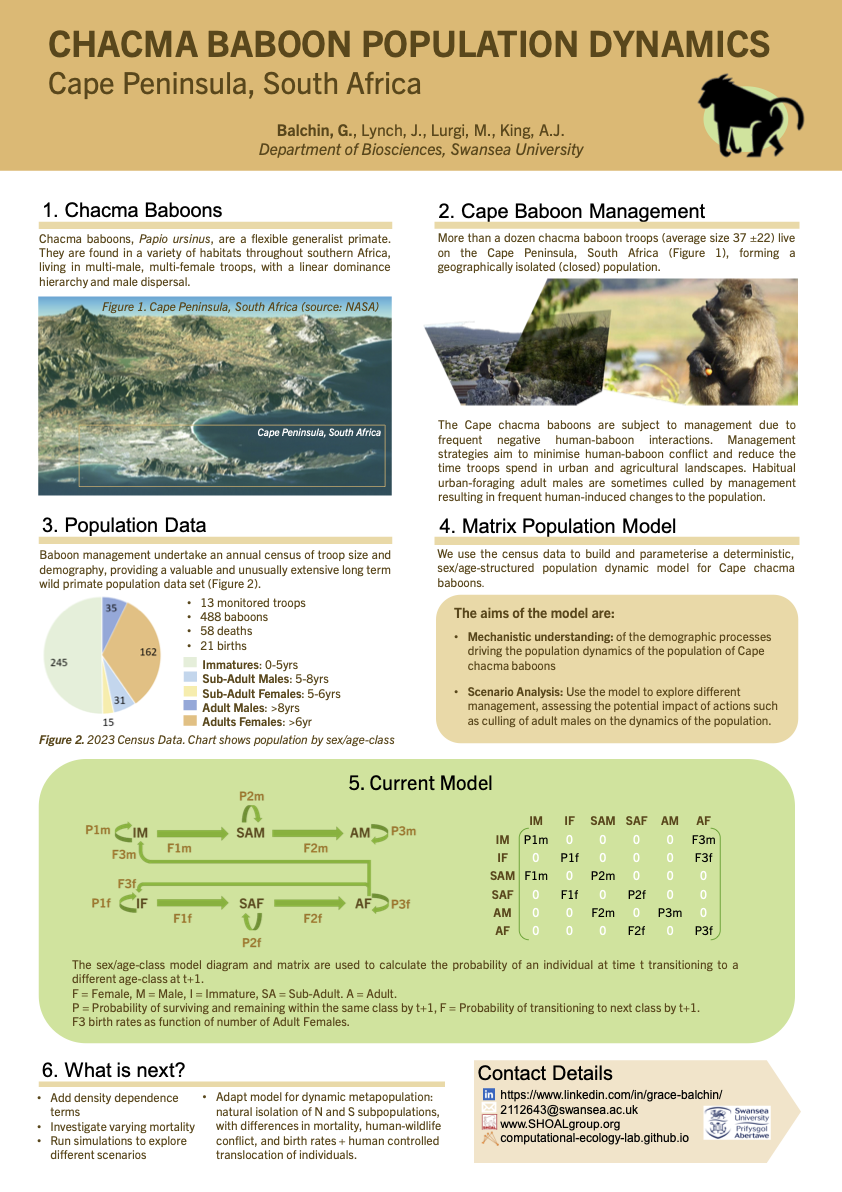 CHACMA BABOON POPULATION DYNAMICS
Cape Peninsula, South Africa
Balchin, G., Lynch, J., Lurgi, M., King, A.J.
Department of Biosciences, Swansea University
1. Chacma Baboons
Chacma baboons, Papio ursinus, are a flexible generalist primate.
They are found in a variety of habitats throughout southern Africa,
living in multi-male, multi-female troops, with a linear dominance
hierarchy and male dispersal.
Figure 1. Cape Peninsula, South Africa (source: NASA)
Cape Peninsula, South Africa
2. Cape Baboon Management
More than a dozen chacma baboon troops (average size 37 ±22) live
on the Cape Peninsula, South Africa (Figure 1), forming a
geographically isolated (closed) population.
The Cape chacma baboons are subject to management due to
frequent negative human-baboon interactions. Management
strategies aim to minimise human-baboon conflict and reduce the
time troops spend in urban and agricultural landscapes. Habitual
urban-foraging adult males are sometimes culled by management
resulting in frequent human-induced changes to the population.
3. Population Data
Baboon management undertake an annual census of troop size and
demography, providing a valuable and unusually extensive long term
wild primate population data set (Figure 2).
35
162
31
15
245
• 13 monitored troops
• 488 baboons
• 58 deaths
• 21 births
Immatures: 0-5yrs
Sub-Adult Males: 5-8yrs
Sub-Adult Females: 5-6yrs
Adult Males: >8yrs
Adults Females: >6yr
Figure 2. 2023 Census Data. Chart shows population by sex/age-class
4. Matrix Population Model
We use the census data to build and parameterise a deterministic,
sex/age-structured population dynamic model for Cape chacma
baboons.
The aims of the model are:
• Mechanistic understanding: of the demographic processes
driving the population dynamics of the population of Cape
chacma baboons
• Scenario Analysis: Use the model to explore different
management, assessing the potential impact of actions such
as culling of adult males on the dynamics of the population.
5. Current Model
P2m
P1m IM SAM AM P3m
F3m F1m F2m
F3f
P1f IF SAF AF P3f
F1f F2f
P2f
IM IF SAM SAF AM AF
IM P1m 0 0 0 0 F3m
IF 0 P1f 0 0 0 F3f
SAM F1m 0 P2m 0 0 0
SAF 0 F1f 0 P2f 0 0
AM 0 0 F2m 0 P3m 0
AF 0 0 0 F2f 0 P3f
The sex/age-class model diagram and matrix are used to calculate the probability of an individual at time t transitioning to a
different age-class at t+1.
F = Female, M = Male, I = Immature, SA = Sub-Adult. A = Adult.
P = Probability of surviving and remaining within the same class by t+1, F = Probability of transitioning to next class by t+1.
F3 birth rates as function of number of Adult Females.
6. What is next?
• Add density dependence
terms
• Investigate varying mortality
• Run simulations to explore
different scenarios
• Adapt model for dynamic metapopulation:
natural isolation of N and S subpopulations,
with differences in mortality, human-wildlife
conflict, and birth rates + human controlled
translocation of individuals.
Contact Details
in https://www.linkedin.com/in/grace-balchin/
2112643@swansea.ac.uk
www.SHOALgroup.org
computational-ecology-lab.github.io
Swansea
University
Prifysgol
Abertawe